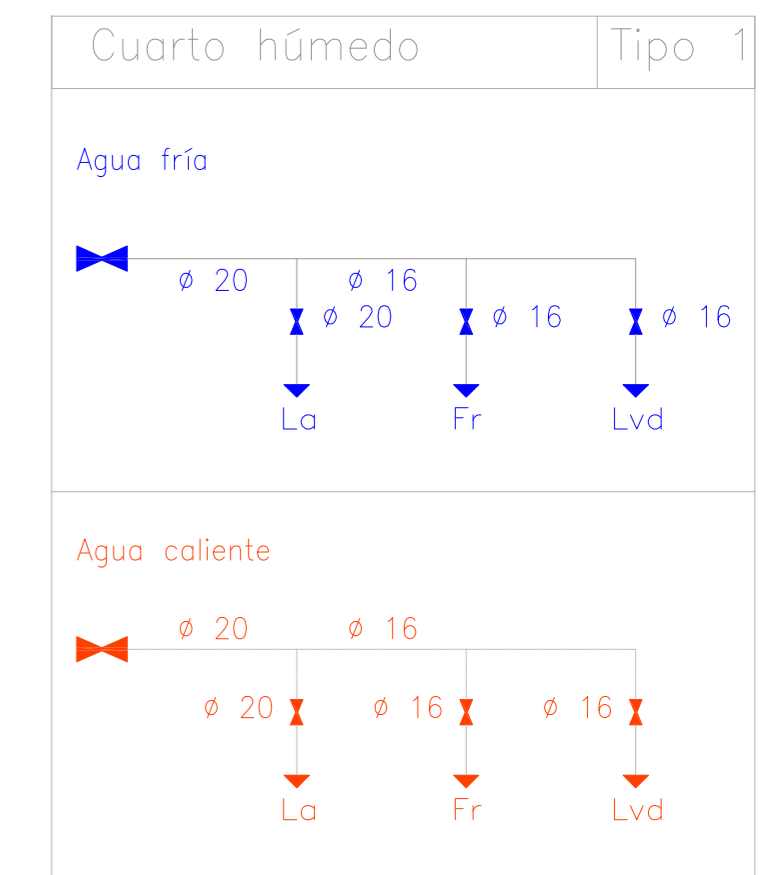 Cuarto húmedo Tipo 1
Agua fría
ø 20 ø 16
ø 20 ø 16 ø 16
La Fr Lvd
Agua caliente
ø 20 ø 16
ø 20 ø 16 ø 16
La Fr Lvd